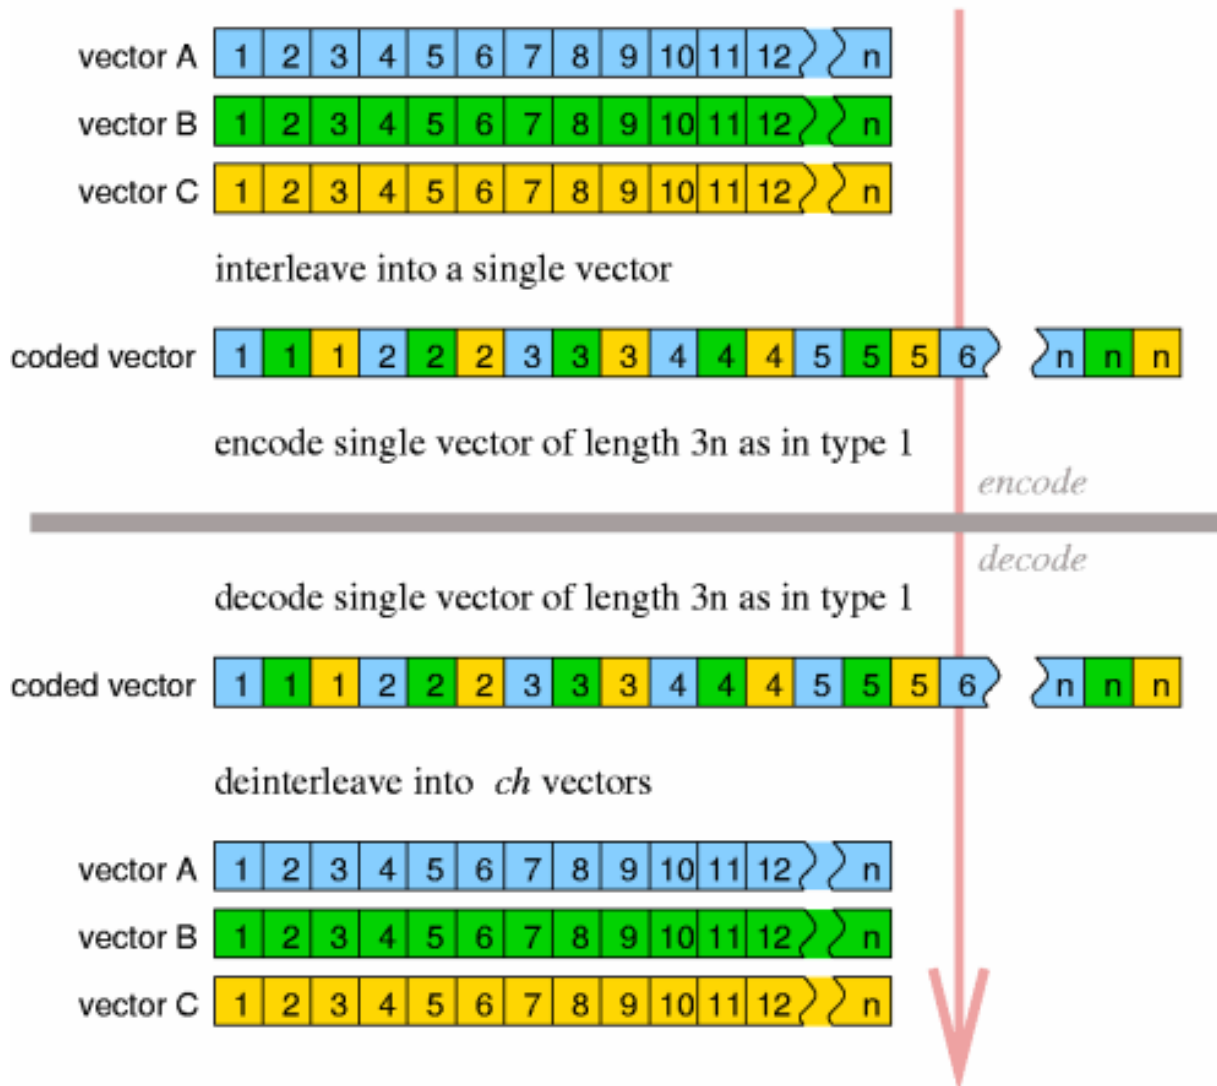 vector A 1 2 3 4 5 6 7 8 9 10 11 12 n
vector B 1 2 3 4 5 6 7 8 9 10 11 12 n
vector C 1 2 3 4 5 6 7 8 9 10 11 12 n
interleave into a single vector
coded vector 1 1 1 2 2 2 3 3 3 4 4 4 5 5 5 6 n n n
encode single vector of length 3n as in type 1
encode
decode
decode single vector of length 3n as in type 1
coded vector 1 1 1 2 2 2 3 3 3 4 4 4 5 5 5 6 n n n
deinterleave into ch vectors
vector A 1 2 3 4 5 6 7 8 9 10 11 12 n
vector B 1 2 3 4 5 6 7 8 9 10 11 12 n
vector C 1 2 3 4 5 6 7 8 9 10 11 12 n